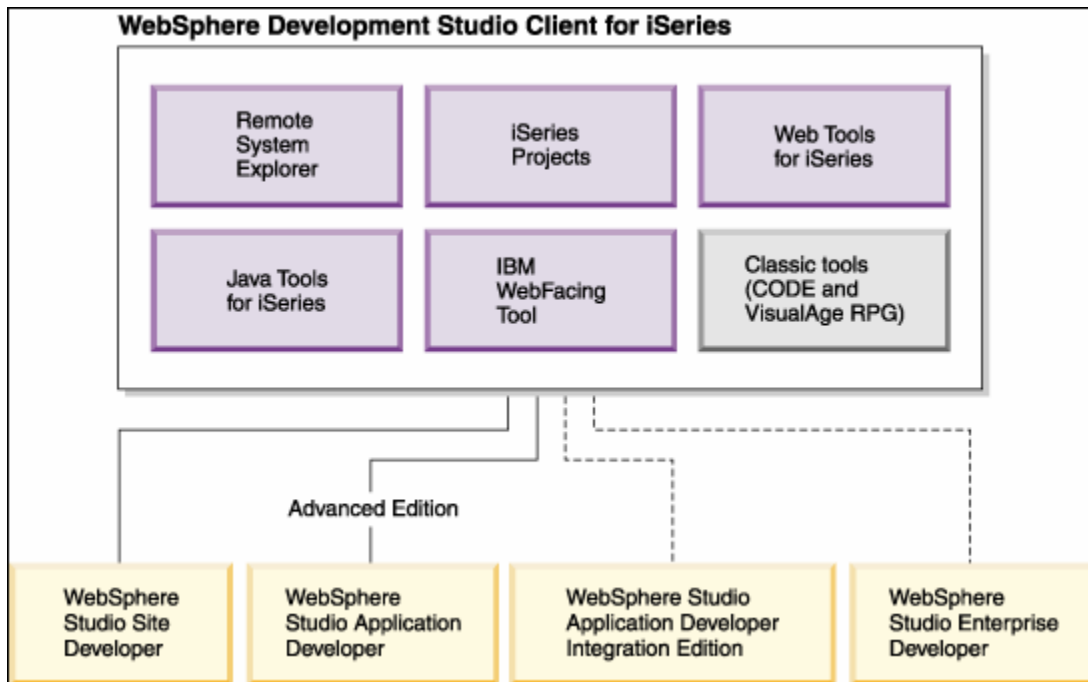 WebSphere Development Studio Client for iSeries
Remote
System
Explorer
iSeries
Projects
Web Tools
for iSeries
Java Tools
for iSeries
IBM
WebFacing
Tool
Classic tools
(CODE and
VisualAge RPG)
Advanced Edition
WebSphere
Studio Site
Developer
WebSphere
Studio Application
Developer
WebSphere Studio
Application Developer
Integration Edition
WebSphere
Studio Enterprise
Developer